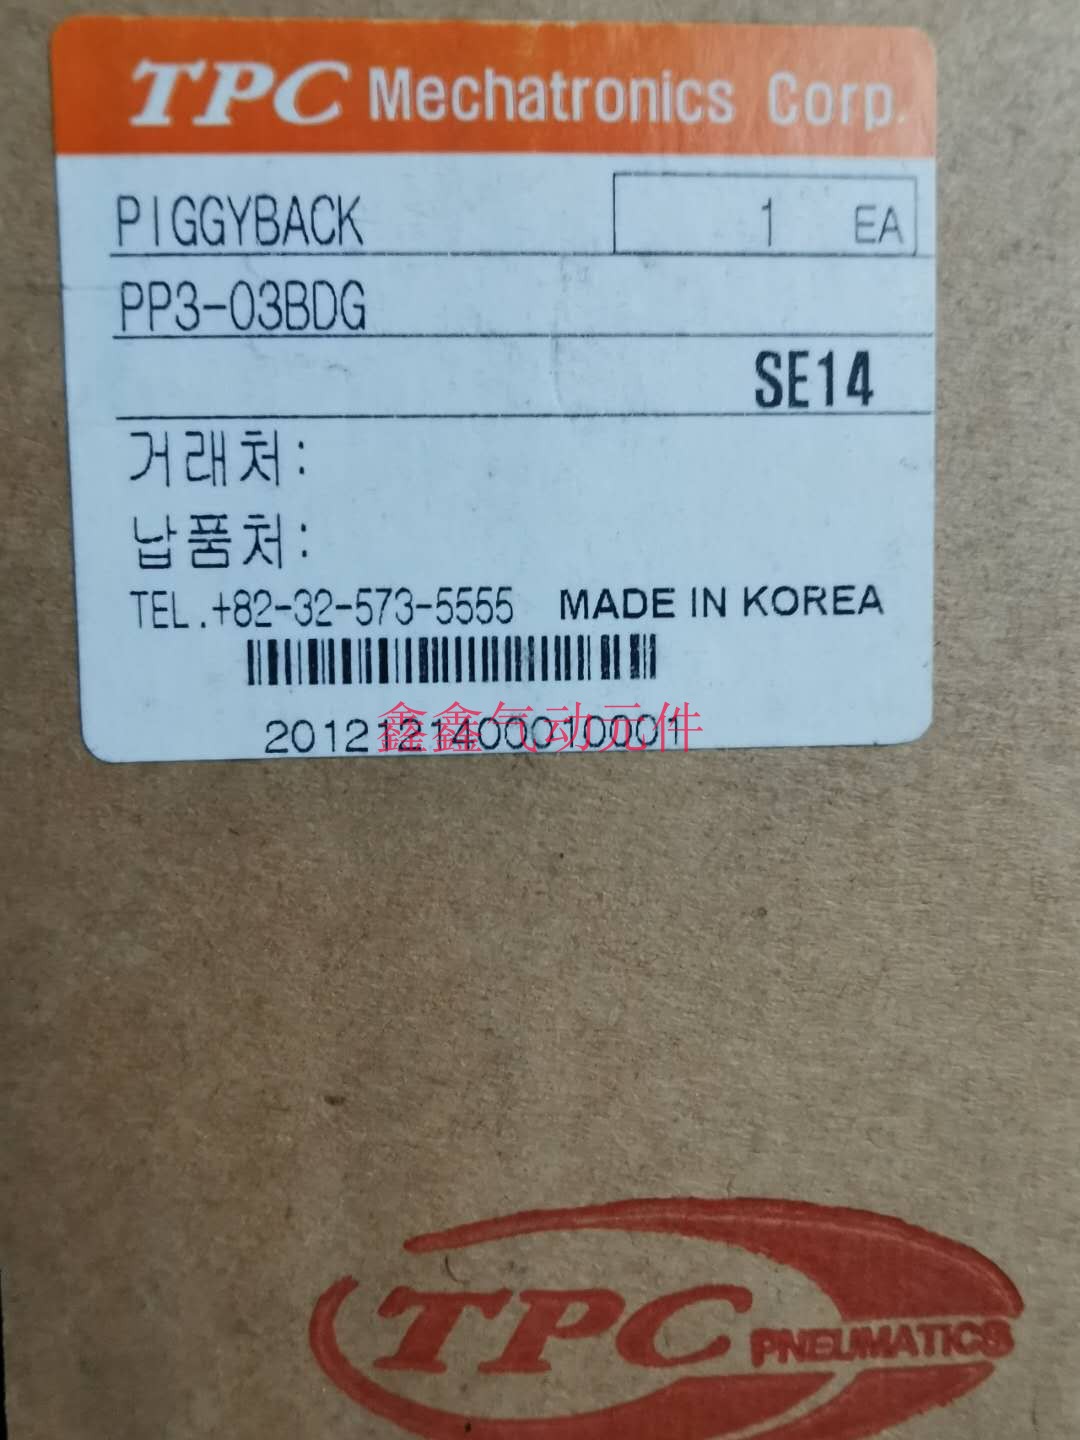 TPC Mechatronics Corp.
PIGGYBACK 1 EA
PP3-03BDG
SE14
거래처:
납품처:
TEL.+82-32-573-5555 MADE IN KOREA
2012121400010001
鑫鑫气动元件
TPC PNEUMATICS